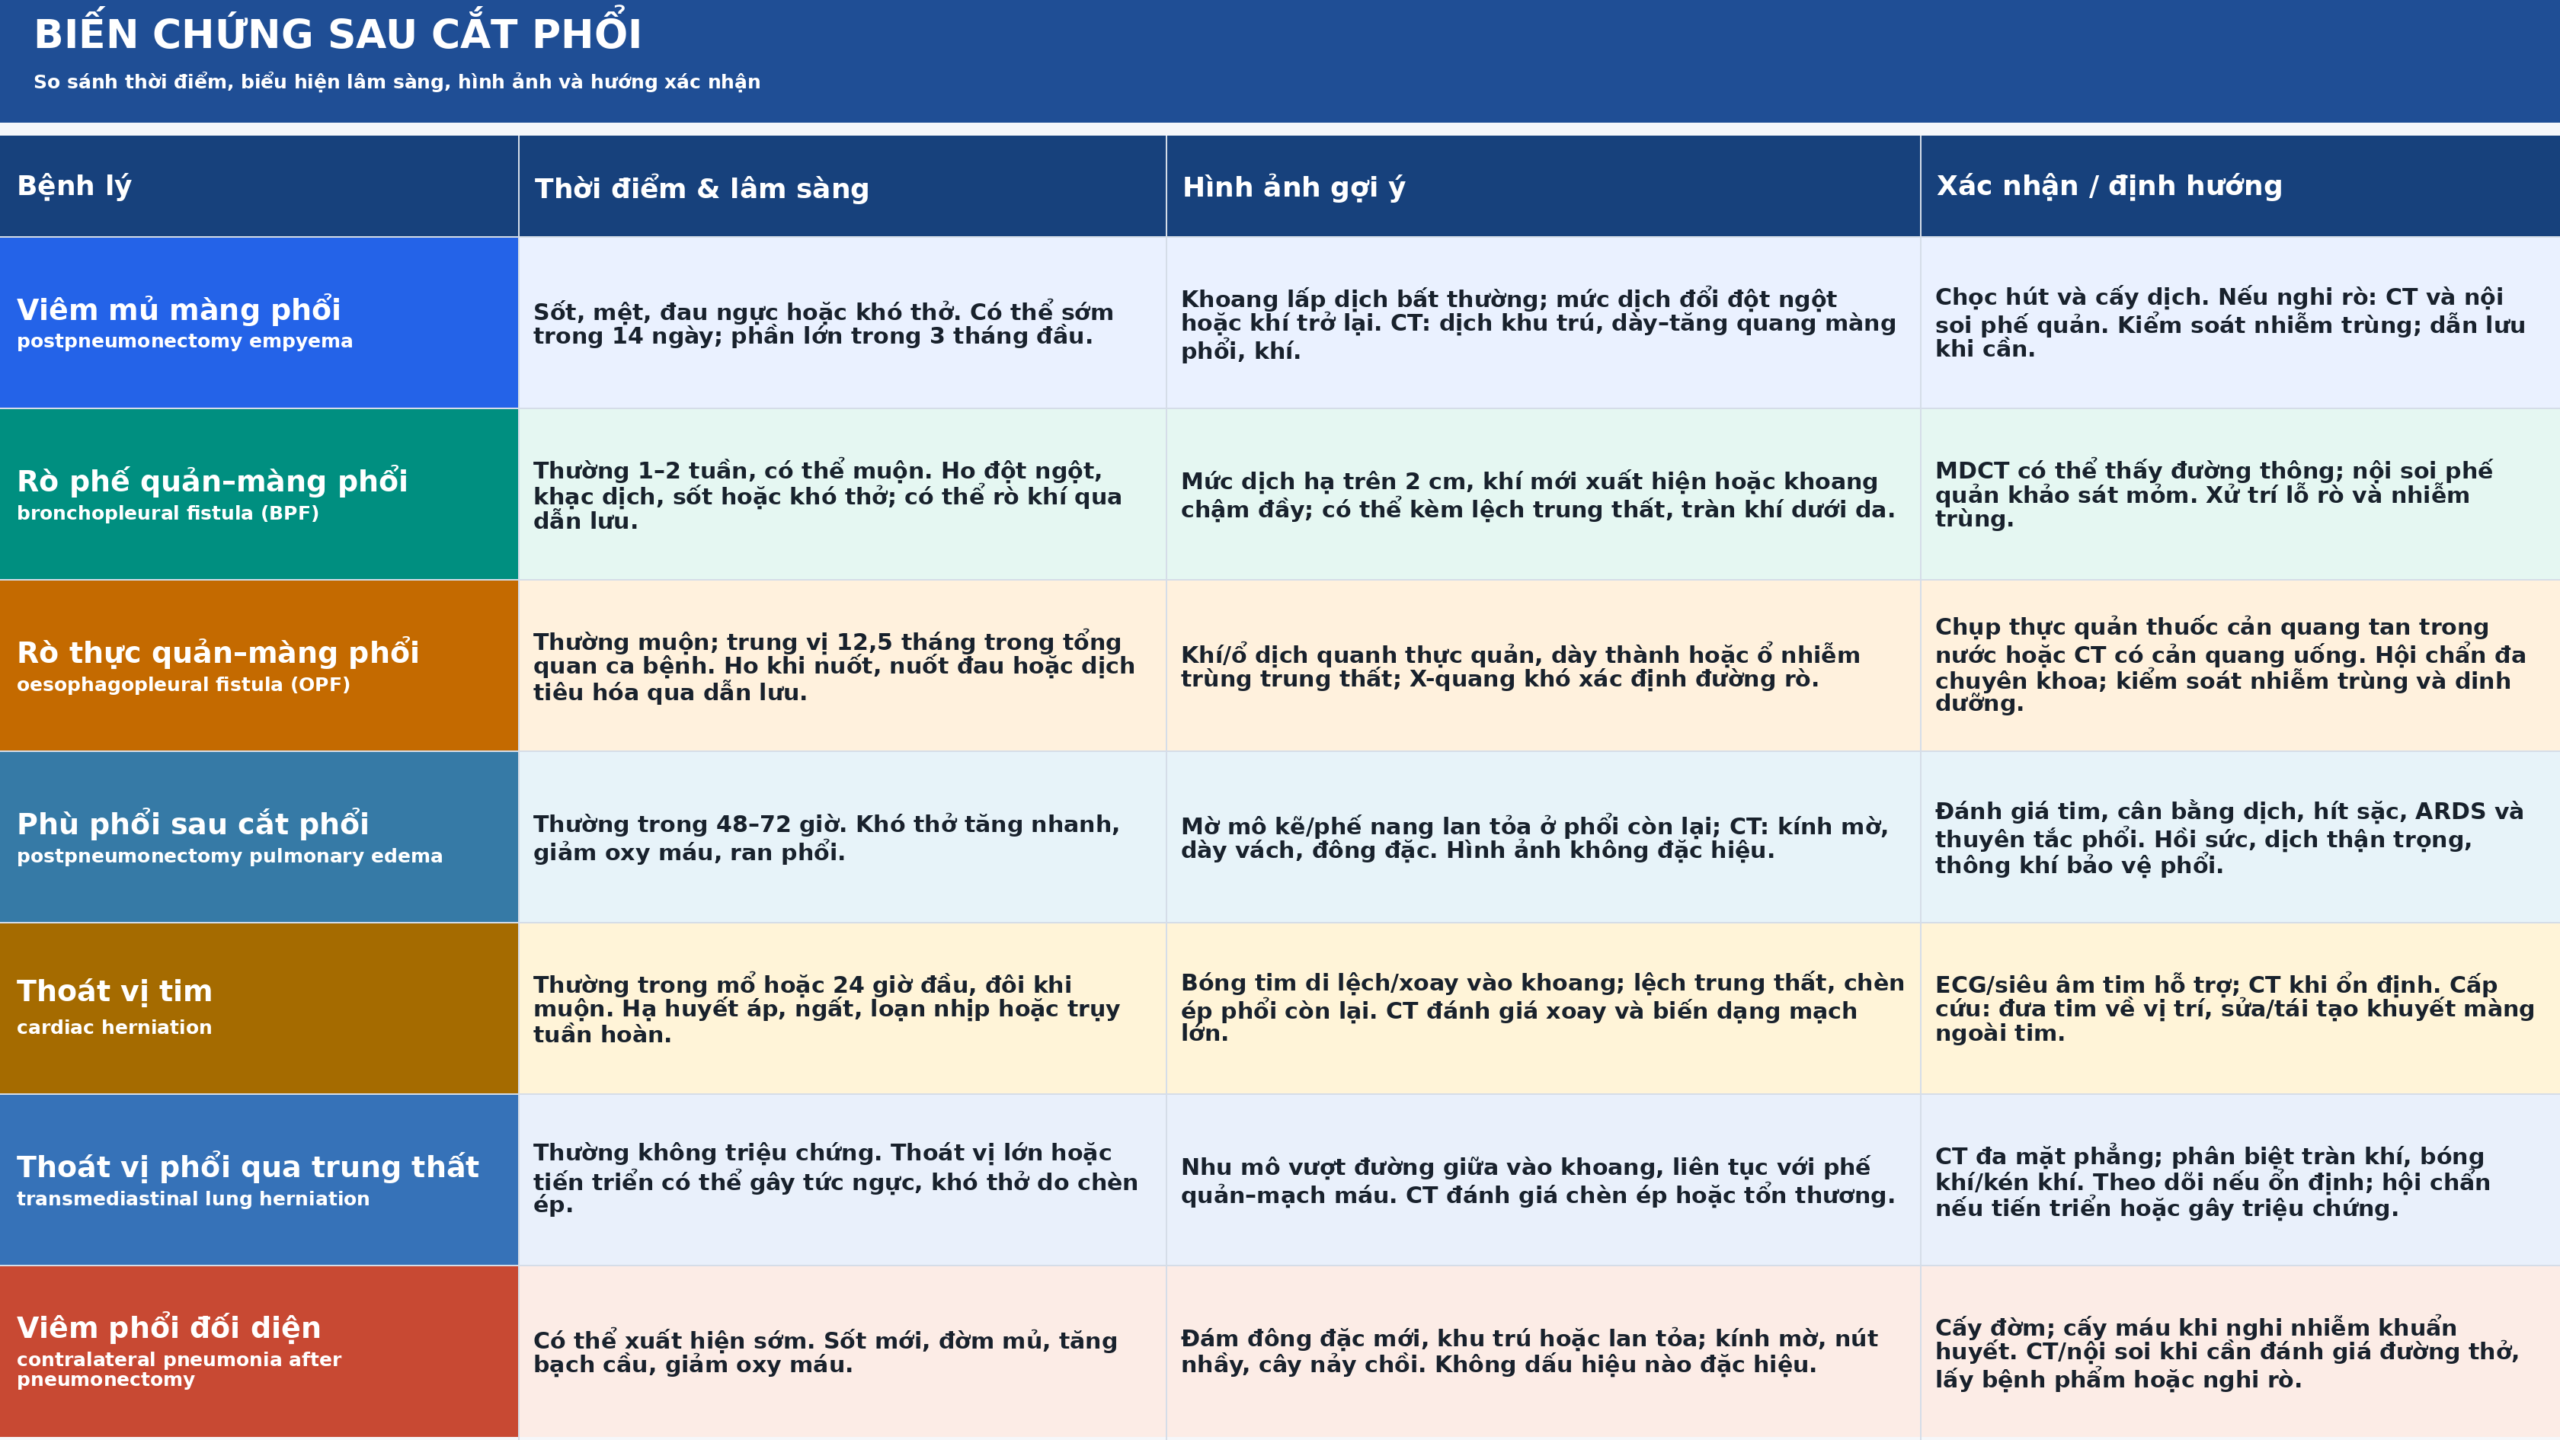 BIẾN CHỨNG SAU CẮT PHỔI
So sánh thời điểm, biểu hiện lâm sàng, hình ảnh và hướng xác nhận
Bệnh lý
Thời điểm & lâm sàng
Hình ảnh gợi ý
Xác nhận / định hướng
Viêm mủ màng phổi
postpneumonectomy empyema
Sốt, mệt, đau ngực hoặc khó thở. Có thể sớm
trong 14 ngày; phần lớn trong 3 tháng đầu.
Khoang lấp dịch bất thường; mức dịch đổi đột ngột
hoặc khí trở lại. CT: dịch khu trú, dày–tăng quang màng
phổi, khí.
Chọc hút và cấy dịch. Nếu nghi rò: CT và nội
soi phế quản. Kiểm soát nhiễm trùng; dẫn lưu
khi cần.
Rò phế quản–màng phổi
bronchopleural fistula (BPF)
Thường 1–2 tuần, có thể muộn. Ho đột ngột,
khạc dịch, sốt hoặc khó thở; có thể rò khí qua
dẫn lưu.
Mức dịch hạ trên 2 cm, khí mới xuất hiện hoặc khoang
chậm đầy; có thể kèm lệch trung thất, tràn khí dưới da.
MDCT có thể thấy đường thông; nội soi phế
quản khảo sát mỏm. Xử trí lỗ rò và nhiễm
trùng.
Rò thực quản–màng phổi
oesophagopleural fistula (OPF)
Thường muộn; trung vị 12,5 tháng trong tổng
quan ca bệnh. Ho khi nuốt, nuốt đau hoặc dịch
tiêu hóa qua dẫn lưu.
Khí/ổ dịch quanh thực quản, dày thành hoặc ổ nhiễm
trùng trung thất; X-quang khó xác định đường rò.
Chụp thực quản thuốc cản quang tan trong
nước hoặc CT có cản quang uống. Hội chẩn đa
chuyên khoa; kiểm soát nhiễm trùng và dinh
dưỡng.
Phù phổi sau cắt phổi
postpneumonectomy pulmonary edema
Thường trong 48–72 giờ. Khó thở tăng nhanh,
giảm oxy máu, ran phổi.
Mờ mô kẽ/phế nang lan tỏa ở phổi còn lại; CT: kính mờ,
dày vách, đông đặc. Hình ảnh không đặc hiệu.
Đánh giá tim, cân bằng dịch, hít sặc, ARDS và
thuyên tắc phổi. Hồi sức, dịch thận trọng,
thông khí bảo vệ phổi.
Thoát vị tim
cardiac herniation
Thường trong mổ hoặc 24 giờ đầu, đôi khi
muộn. Hạ huyết áp, ngất, loạn nhịp hoặc trụy
tuần hoàn.
Bóng tim di lệch/xoay vào khoang; lệch trung thất, chèn
ép phổi còn lại. CT đánh giá xoay và biến dạng mạch
lớn.
ECG/siêu âm tim hỗ trợ; CT khi ổn định. Cấp
cứu: đưa tim về vị trí, sửa/tái tạo khuyết màng
ngoài tim.
Thoát vị phổi qua trung thất
transmediastinal lung herniation
Thường không triệu chứng. Thoát vị lớn hoặc
tiến triển có thể gây tức ngực, khó thở do chèn
ép.
Nhu mô vượt đường giữa vào khoang, liên tục với phế
quản–mạch máu. CT đánh giá chèn ép hoặc tổn thương.
CT đa mặt phẳng; phân biệt tràn khí, bóng
khí/kén khí. Theo dõi nếu ổn định; hội chẩn
nếu tiến triển hoặc gây triệu chứng.
Viêm phổi đối diện
contralateral pneumonia after
pneumonectomy
Có thể xuất hiện sớm. Sốt mới, đờm mủ, tăng
bạch cầu, giảm oxy máu.
Đám đông đặc mới, khu trú hoặc lan tỏa; kính mờ, nút
nhầy, cây nảy chồi. Không dấu hiệu nào đặc hiệu.
Cấy đờm; cấy máu khi nghi nhiễm khuẩn
huyết. CT/nội soi khi cần đánh giá đường thở,
lấy bệnh phẩm hoặc nghi rò.